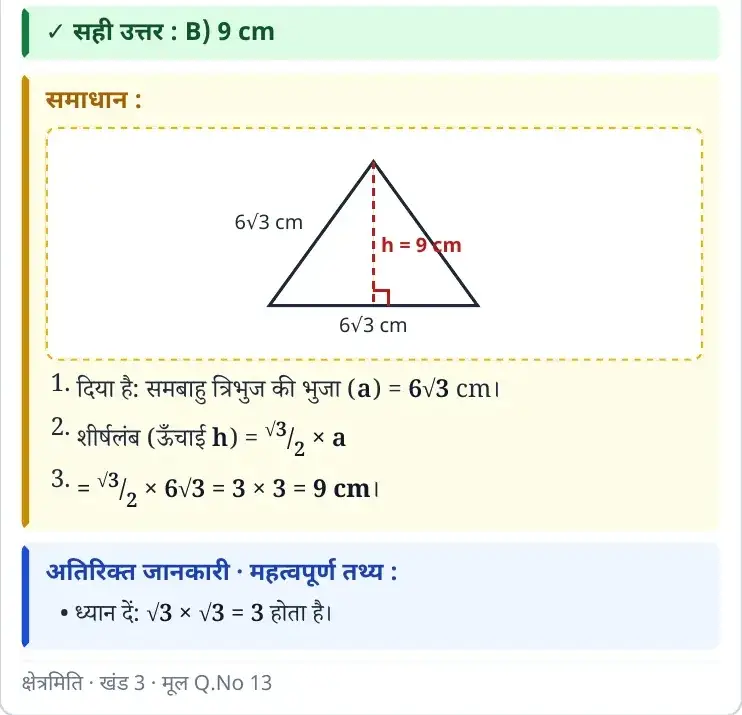 ✓ सही उत्तर : B) 9 cm
समाधान :
6√3 cm
h = 9 cm
6√3 cm
1. दिया है: समबाहु त्रिभुज की भुजा (a) = 6√3 cm।
2. शीर्षलंब (ऊँचाई h) = √3/2 × a
3. = √3/2 × 6√3 = 3 × 3 = 9 cm।
अतिरिक्त जानकारी · महत्वपूर्ण तथ्य :
• ध्यान दें: √3 × √3 = 3 होता है।
क्षेत्रमिति · खंड 3 · मूल Q.No 13